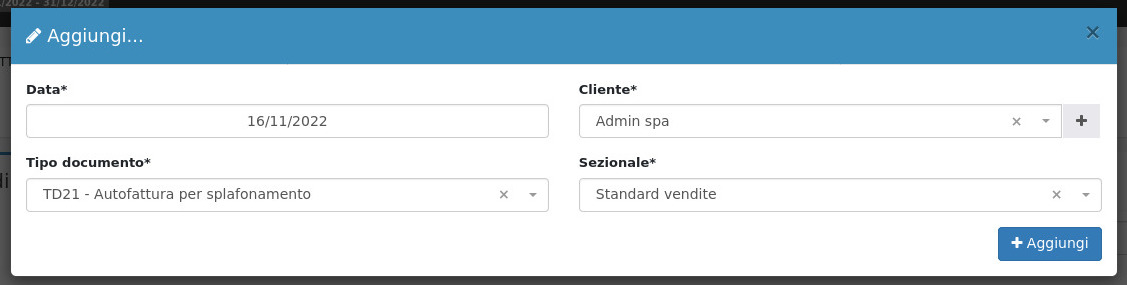 /2022 - 31/12/2022
Aggiungi...
×
Data*
Cliente*
16/11/2022
Admin spa × +
Tipo documento*
Sezionale*
TD21 - Autofattura per splafonamento ×
Standard vendite ×
+ Aggiungi